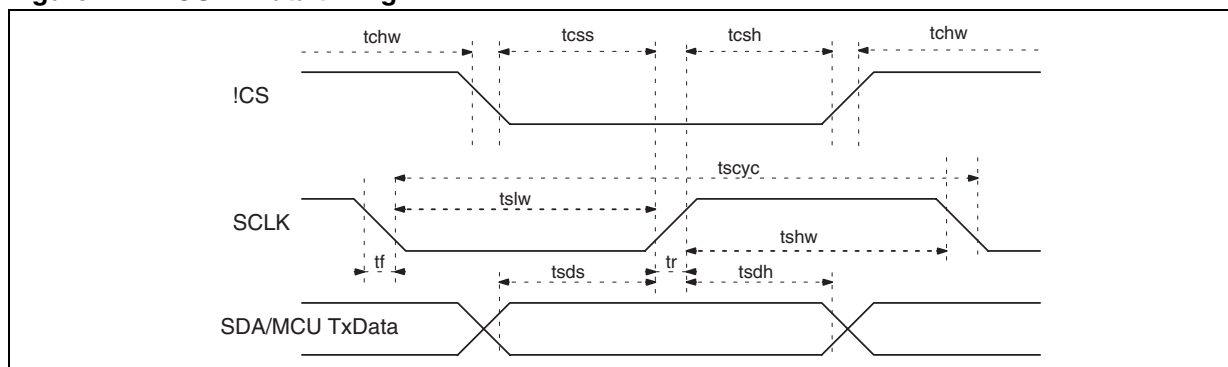 tchw tcss tcsh tchw
!CS
tscyc
tslw
SCLK
tshw
tf tr
tsds tsdh
SDA/MCU TxData